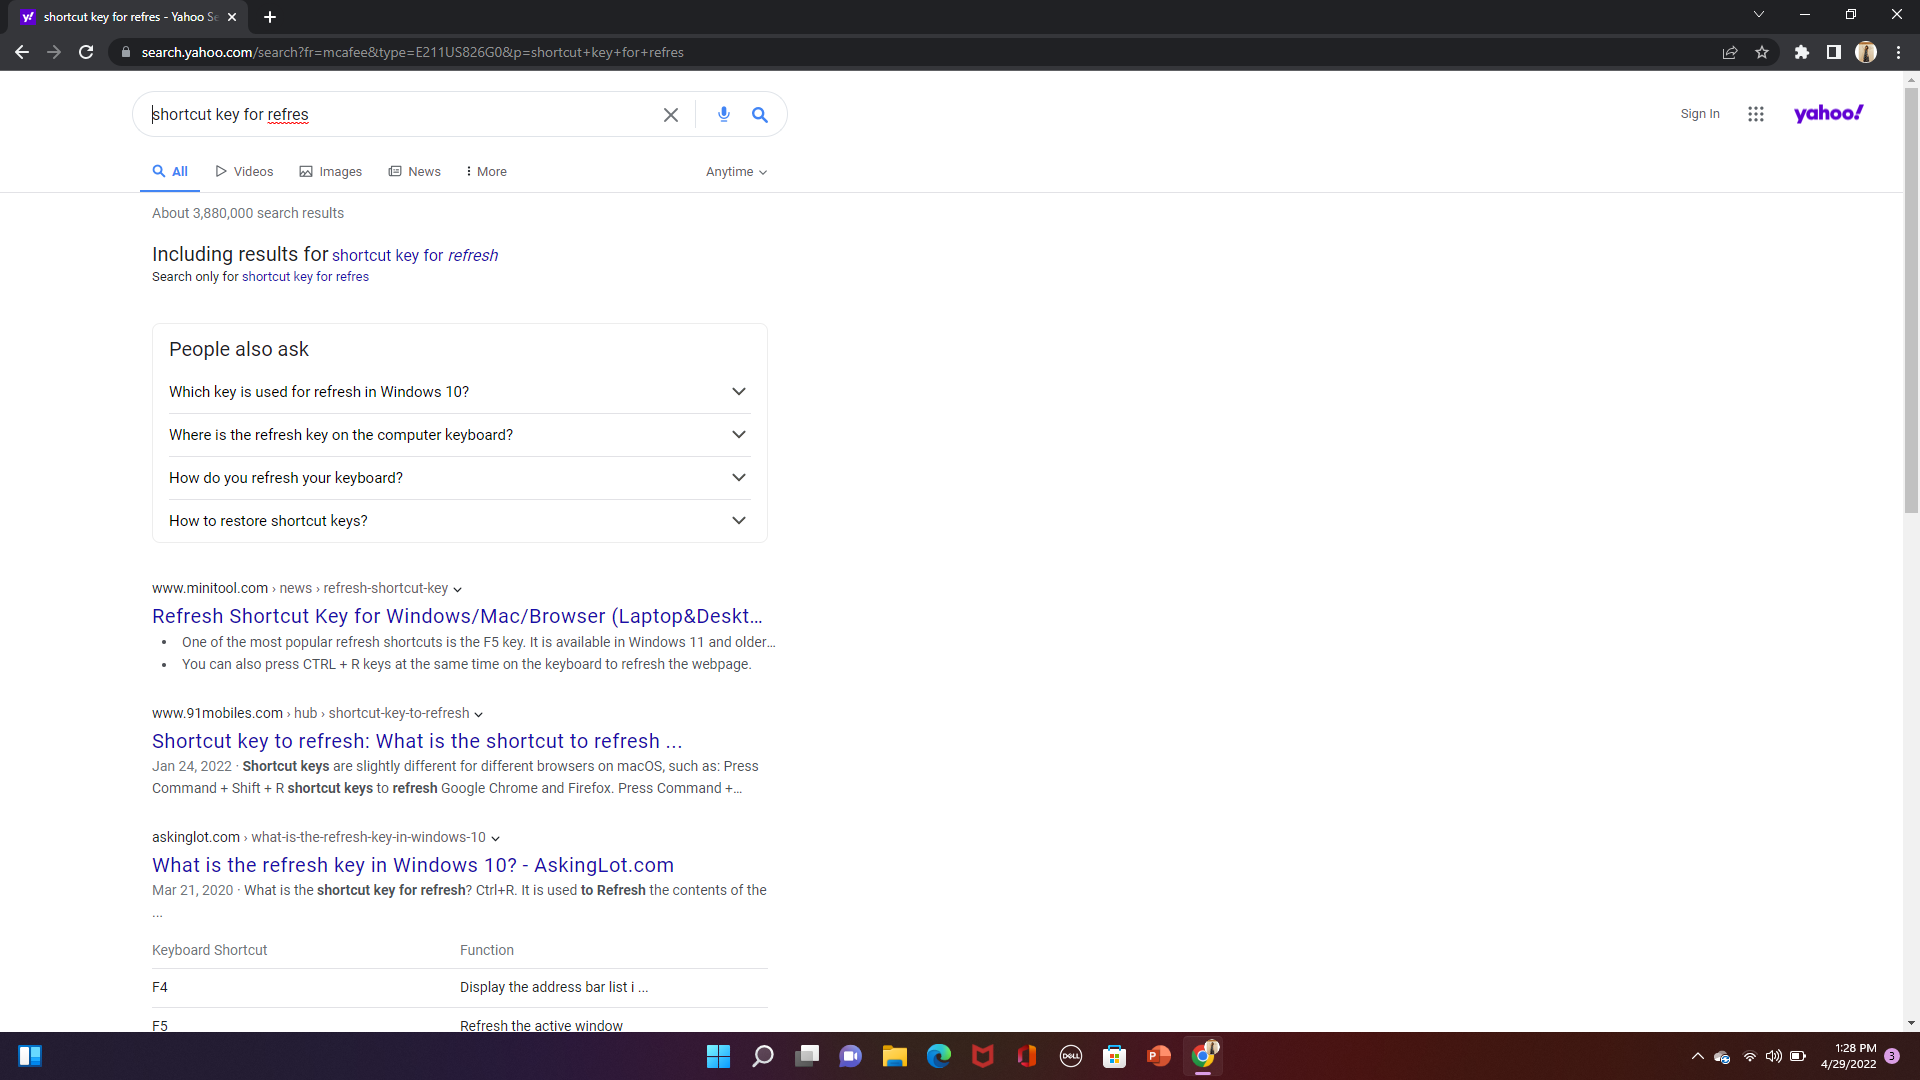 shortcut key for refres - Yahoo Se
search.yahoo.com/search?fr=mcafee&type=E211US826G0&p=shortcut+key+for+refres
shortcut key for refres
Sign In
yahoo!
All
Videos
Images
News
More
Anytime
About 3,880,000 search results
Including results for shortcut key for refresh
Search only for shortcut key for refres
People also ask
Which key is used for refresh in Windows 10?
Where is the refresh key on the computer keyboard?
How do you refresh your keyboard?
How to restore shortcut keys?
www.minitool.com › news › refresh-shortcut-key
Refresh Shortcut Key for Windows/Mac/Browser (Laptop&Deskt...
• One of the most popular refresh shortcuts is the F5 key. It is available in Windows 11 and older...
• You can also press CTRL + R keys at the same time on the keyboard to refresh the webpage.
www.91mobiles.com › hub › shortcut-key-to-refresh
Shortcut key to refresh: What is the shortcut to refresh ...
Jan 24, 2022 · Shortcut keys are slightly different for different browsers on macOS, such as: Press
Command + Shift + R shortcut keys to refresh Google Chrome and Firefox. Press Command +...
askinglot.com › what-is-the-refresh-key-in-windows-10
What is the refresh key in Windows 10? - AskingLot.com
Mar 21, 2020 · What is the shortcut key for refresh? Ctrl+R. It is used to Refresh the contents of the
...
Keyboard Shortcut Function
F4 Display the address bar list i ...
F5 Refresh the active window
DELL
1:28 PM
4/29/2022
3